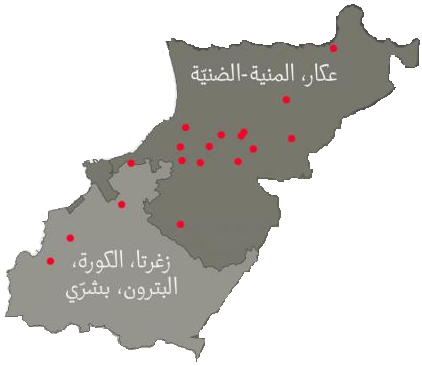 عكار، المنية-الضنيّة
زغرتا، الكورة،
البترون، بشرّي